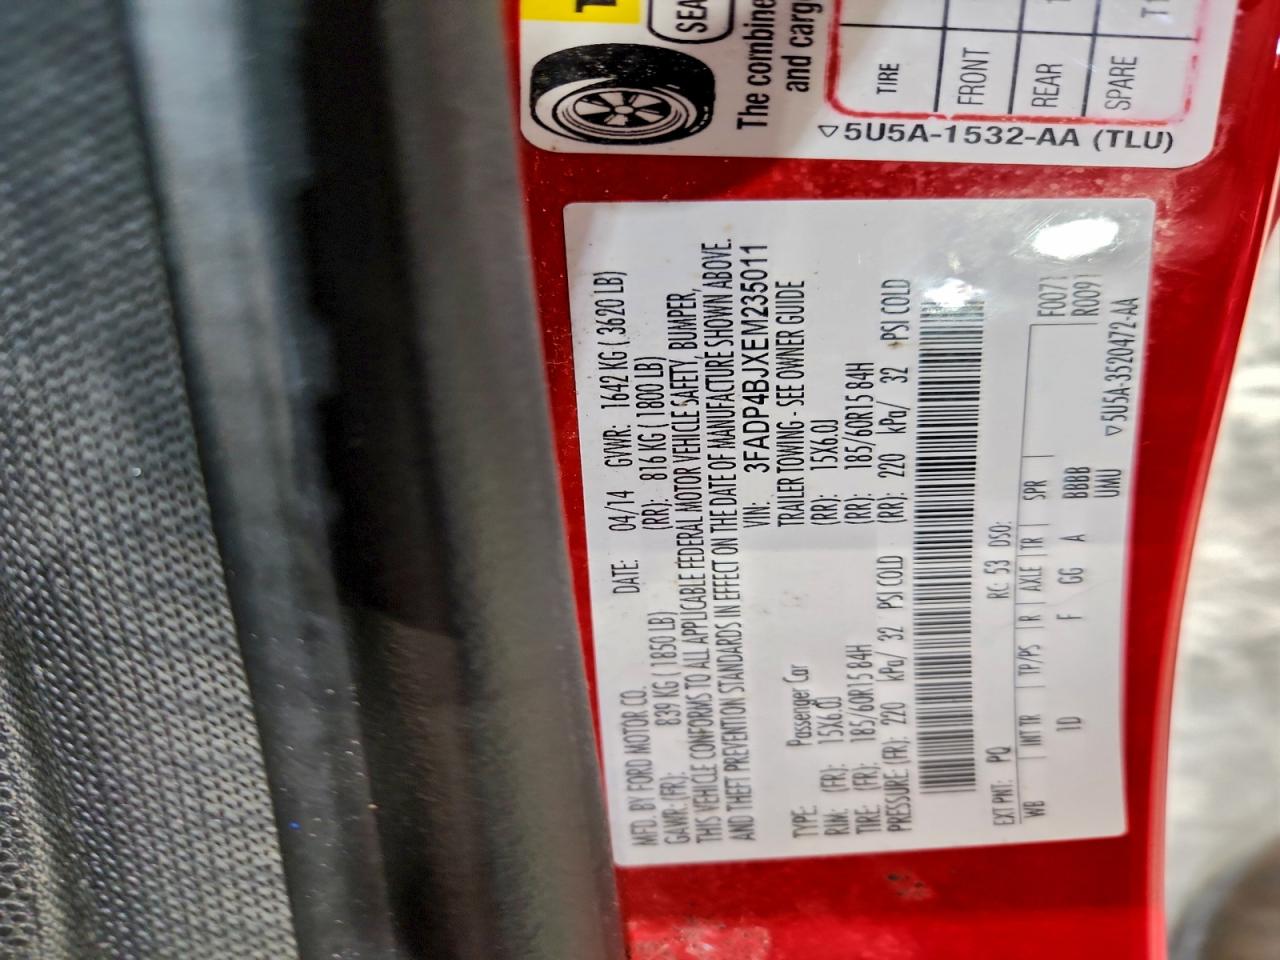 MFD. BY FORD MOTOR CO. DATE: 04/14 GVWR: 1642 KG ( 3620 LB)
GAWR: (FR): 839 KG ( 1850 LB) (RR): 816 KG ( 1800 LB)
THIS VEHICLE CONFORMS TO ALL APPLICABLE FEDERAL MOTOR VEHICLE SAFETY, BUMPER,
AND THEFT PREVENTION STANDARDS IN EFFECT ON THE DATE OF MANUFACTURE SHOWN ABOVE.
VIN: 3FADP4BJXEM235011
TYPE: Passenger Car TRAILER TOWING - SEE OWNER GUIDE
RIM: (FR): 15X6.0J (RR): 15X6.0J
TIRE: (FR): 185/60R15 84H (RR): 185/60R15 84H
PRESSURE (FR): 220 kPa/ 32 PSI COLD (RR): 220 kPa/ 32 PSI COLD
EXT PNT: PQ RC: 53 DSO: F0071
WB INT TR TP/PS R AXLE TR SPR R0091
1D F GG A BBBB
UMU
▽5U5A-3520472-AA
SEA
The combine
and carg
TIRE
FRONT
REAR
SPARE T1
▽5U5A-1532-AA (TLU)